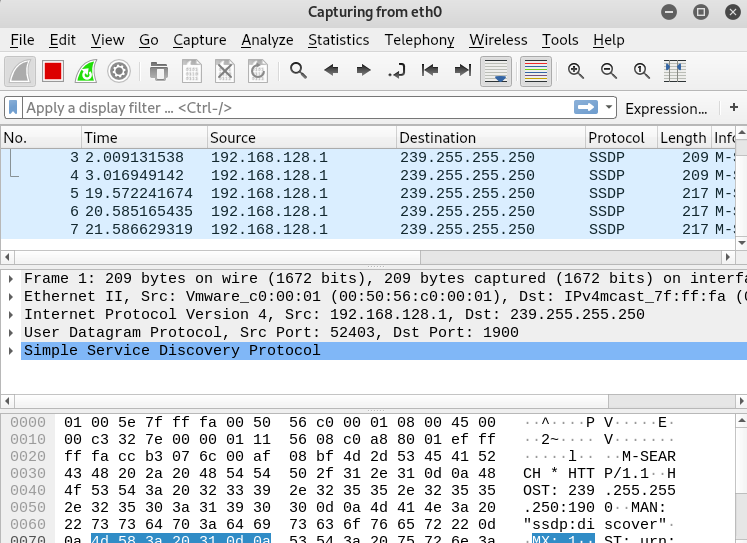 Capturing from eth0
File Edit View Go Capture Analyze Statistics Telephony Wireless Tools Help
Apply a display filter ... <Ctrl-/> Expression... +
No. Time Source Destination Protocol Length Info
3 2.009131538 192.168.128.1 239.255.255.250 SSDP 209 M-S
4 3.016949142 192.168.128.1 239.255.255.250 SSDP 209 M-S
5 19.572241674 192.168.128.1 239.255.255.250 SSDP 217 M-S
6 20.585165435 192.168.128.1 239.255.255.250 SSDP 217 M-S
7 21.586629319 192.168.128.1 239.255.255.250 SSDP 217 M-S
Frame 1: 209 bytes on wire (1672 bits), 209 bytes captured (1672 bits) on interfa
Ethernet II, Src: Vmware_c0:00:01 (00:50:56:c0:00:01), Dst: IPv4mcast_7f:ff:fa (0
Internet Protocol Version 4, Src: 192.168.128.1, Dst: 239.255.255.250
User Datagram Protocol, Src Port: 52403, Dst Port: 1900
Simple Service Discovery Protocol
0000 01 00 5e 7f ff fa 00 50 56 c0 00 01 08 00 45 00 ··^····P V·····E·
0010 00 c3 32 7e 00 00 01 11 56 08 c0 a8 80 01 ef ff ··2~···· V·······
0020 ff fa cc b3 07 6c 00 af 08 bf 4d 2d 53 45 41 52 ·····l·· ··M-SEAR
0030 43 48 20 2a 20 48 54 54 50 2f 31 2e 31 0d 0a 48 CH * HTT P/1.1··H
0040 4f 53 54 3a 20 32 33 39 2e 32 35 35 2e 32 35 35 OST: 239 .255.255
0050 2e 32 35 30 3a 31 39 30 30 0d 0a 4d 41 4e 3a 20 .250:190 0··MAN:
0060 22 73 73 64 70 3a 64 69 73 63 6f 76 65 72 22 0d "ssdp:di scover"·
0070 0a 4d 58 3a 20 31 0d 0a 53 54 3a 20 75 72 6e 3a ·MX: 1·· ST: urn: